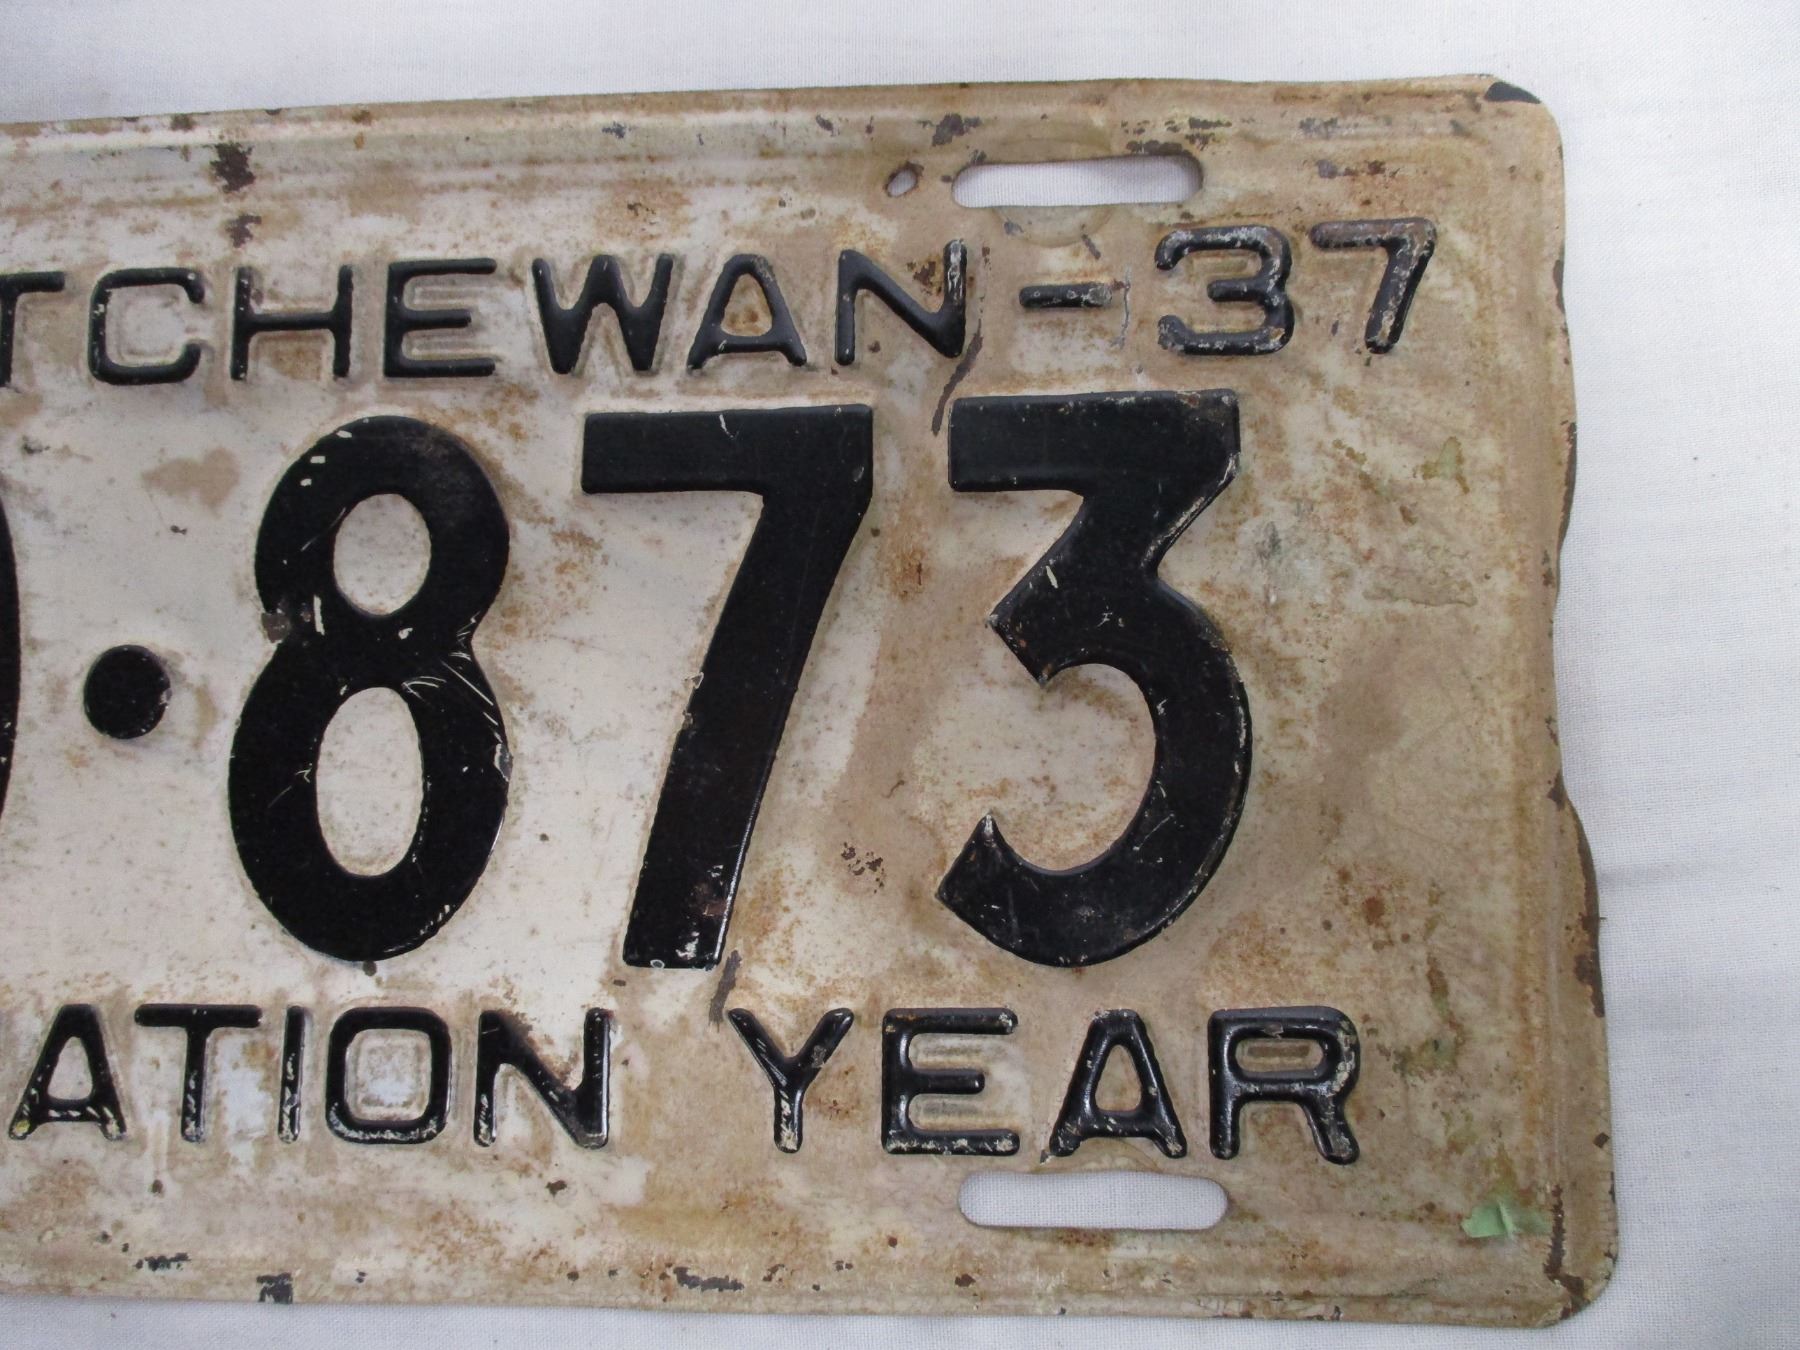 TCHEWAN-37
·873
ATION YEAR